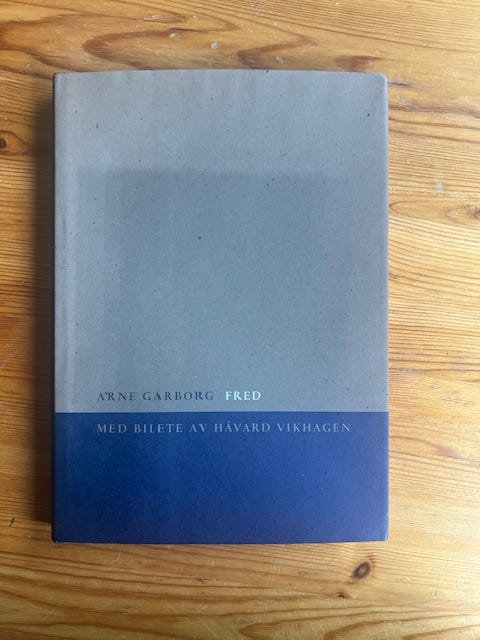 ARNE GARBORG FRED
MED BILETE AV HÅVARD VIKHAGEN